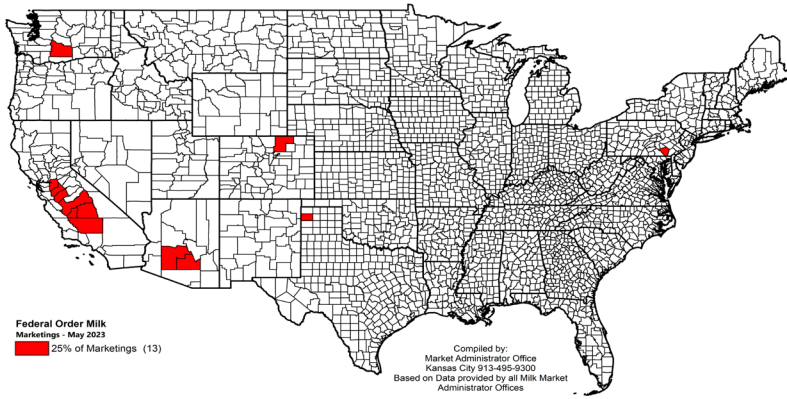 Federal Order Milk
Marketings - May 2023
25% of Marketings (13)
Compiled by:
Market Administrator Office
Kansas City 913-495-9300
Based on Data provided by all Milk Market
Administrator Offices